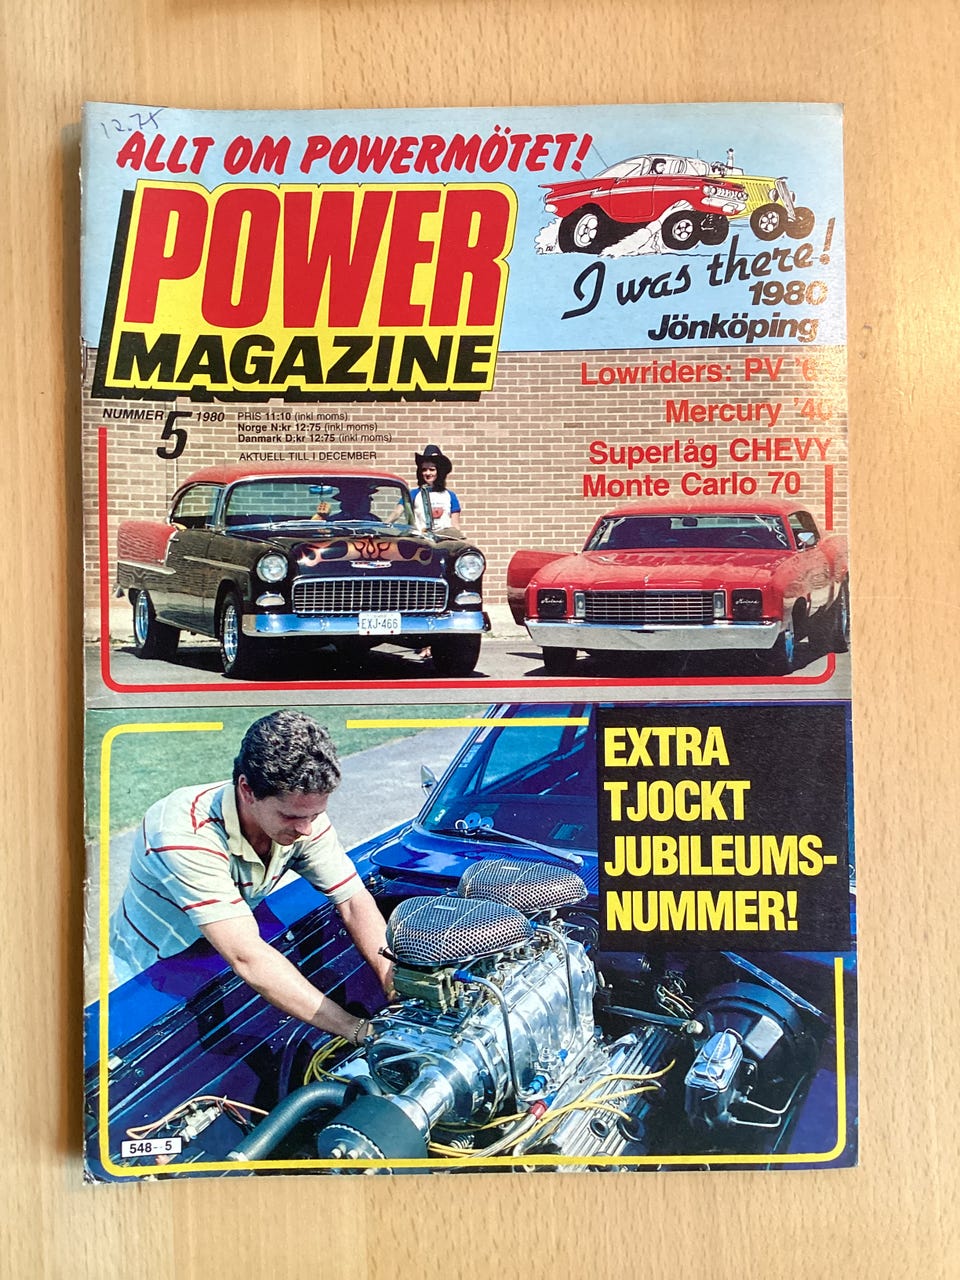 12.75
ALLT OM POWERMÖTET!
POWER
MAGAZINE
I was there!
1980
Jönköping
NUMMER 5 1980
PRIS 11:10 (inkl moms)
Norge N:kr 12:75 (inkl moms)
Danmark D:kr 12:75 (inkl moms)
AKTUELL TILL I DECEMBER
Lowriders: PV
Mercury '40
Superlåg CHEVY
Monte Carlo 70
EXJ·466
EXTRA
TJOCKT
JUBILEUMS-
NUMMER!
548- 5